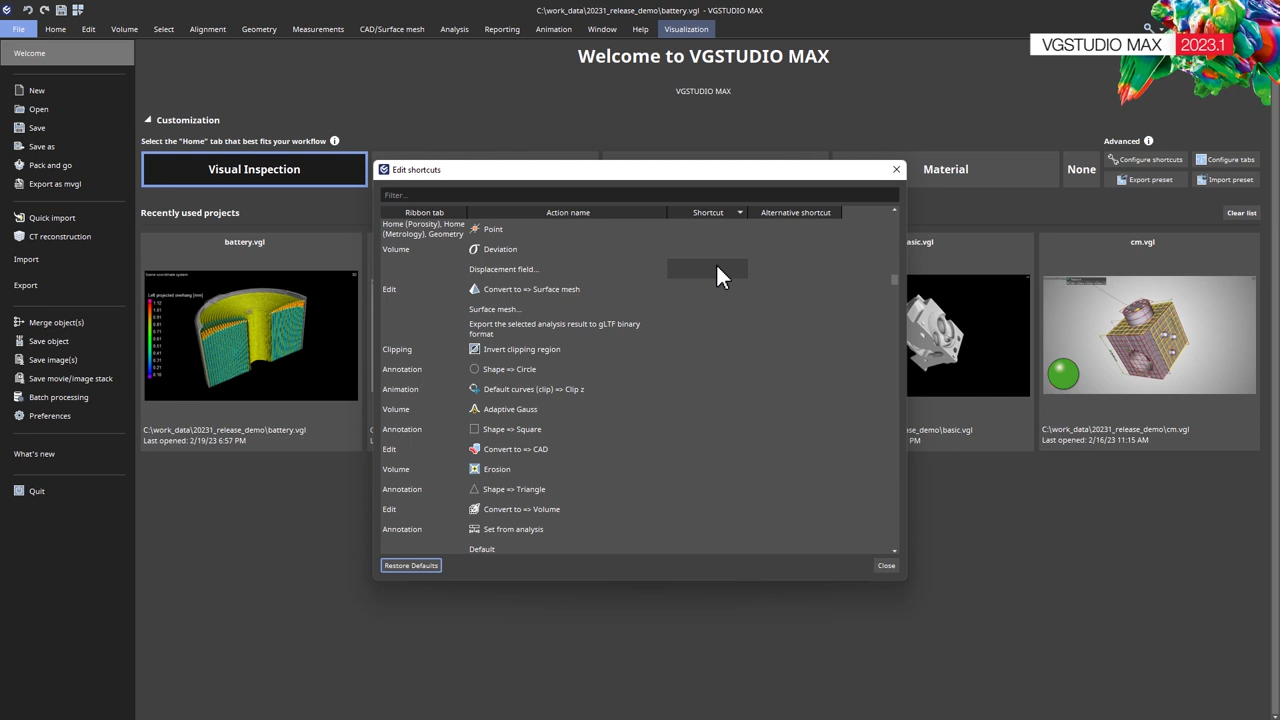 C:\work_data\20231_release_demo\battery.vgl - VGSTUDIO MAX
File Home Edit Volume Select Alignment Geometry Measurements CAD/Surface mesh Analysis Reporting Animation Window Help Visualization
VGSTUDIO MAX 2023.1
Welcome
New
Open
Save
Save as
Pack and go
Export as mvgl
Quick import
CT reconstruction
Import
Export
Merge object(s)
Save object
Save image(s)
Save movie/image stack
Batch processing
Preferences
What's new
Quit
Welcome to VGSTUDIO MAX
VGSTUDIO MAX
Customization
Select the "Home" tab that best fits your workflow
Advanced
Visual Inspection
Material
None
Configure shortcuts
Configure tabs
Export preset
Import preset
Recently used projects
Clear list
battery.vgl
Scene coordinate system
3D
Left projected overhang [mm]
C:\work_data\20231_release_demo\battery.vgl
Last opened: 2/19/23 6:57 PM
Edit shortcuts
Filter...
Ribbon tab Action name Shortcut Alternative shortcut
Home (Porosity), Home
(Metrology), Geometry
Point
Volume Deviation
Displacement field...
Edit Convert to => Surface mesh
Surface mesh...
Export the selected analysis result to glTF binary
format
Clipping Invert clipping region
Annotation Shape => Circle
Animation Default curves (clip) => Clip z
Volume Adaptive Gauss
Annotation Shape => Square
Edit Convert to => CAD
Volume Erosion
Annotation Shape => Triangle
Edit Convert to => Volume
Annotation Set from analysis
Default
Restore Defaults
Close
asic.vgl
_release_demo\basic.vgl
PM
cm.vgl
C:\work_data\20231_release_demo\cm.vgl
Last opened: 2/16/23 11:15 AM